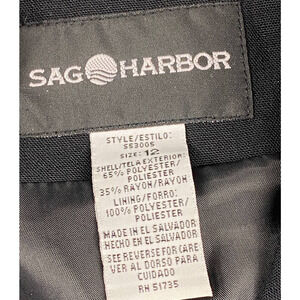 SAG HARBOR
STYLE/ESTILO:
553005
SIZE: 12
SHELL/TELA EXTERIOR:
65% POLYESTER/
POLIESTER
35% RAYON/RAYON
LINING/FORRO:
100% POLYESTER/
POLIESTER
MADE IN EL SALVADOR
HECHO EN EL SALVADOR
SEE REVERSE FOR CARE
VER AL DORSO PARA
CUIDADO
RN 51735